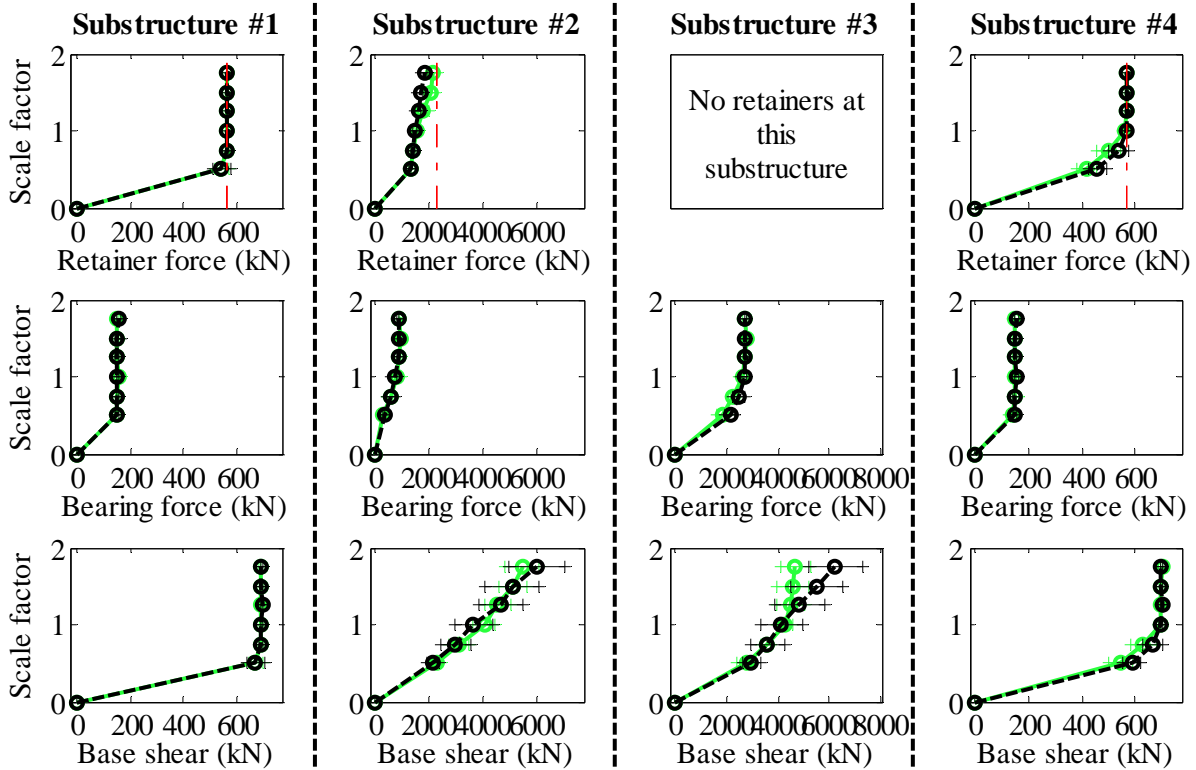 Substructure #1
Substructure #2
Substructure #3
Substructure #4
Scale factor
2
1
0
0 200 400 600
Retainer force (kN)
2
1
0
0 2000 4000 6000
Retainer force (kN)
No retainers at
this
substructure
2
1
0
0 200 400 600
Retainer force (kN)
Scale factor
2
1
0
0 200 400 600
Bearing force (kN)
2
1
0
0 2000 4000 6000
Bearing force (kN)
2
1
0
0 2000 4000 6000 8000
Bearing force (kN)
2
1
0
0 200 400 600
Bearing force (kN)
Scale factor
2
1
0
0 200 400 600
Base shear (kN)
2
1
0
0 2000 4000 6000
Base shear (kN)
2
1
0
0 2000 4000 6000 8000
Base shear (kN)
2
1
0
0 200 400 600
Base shear (kN)